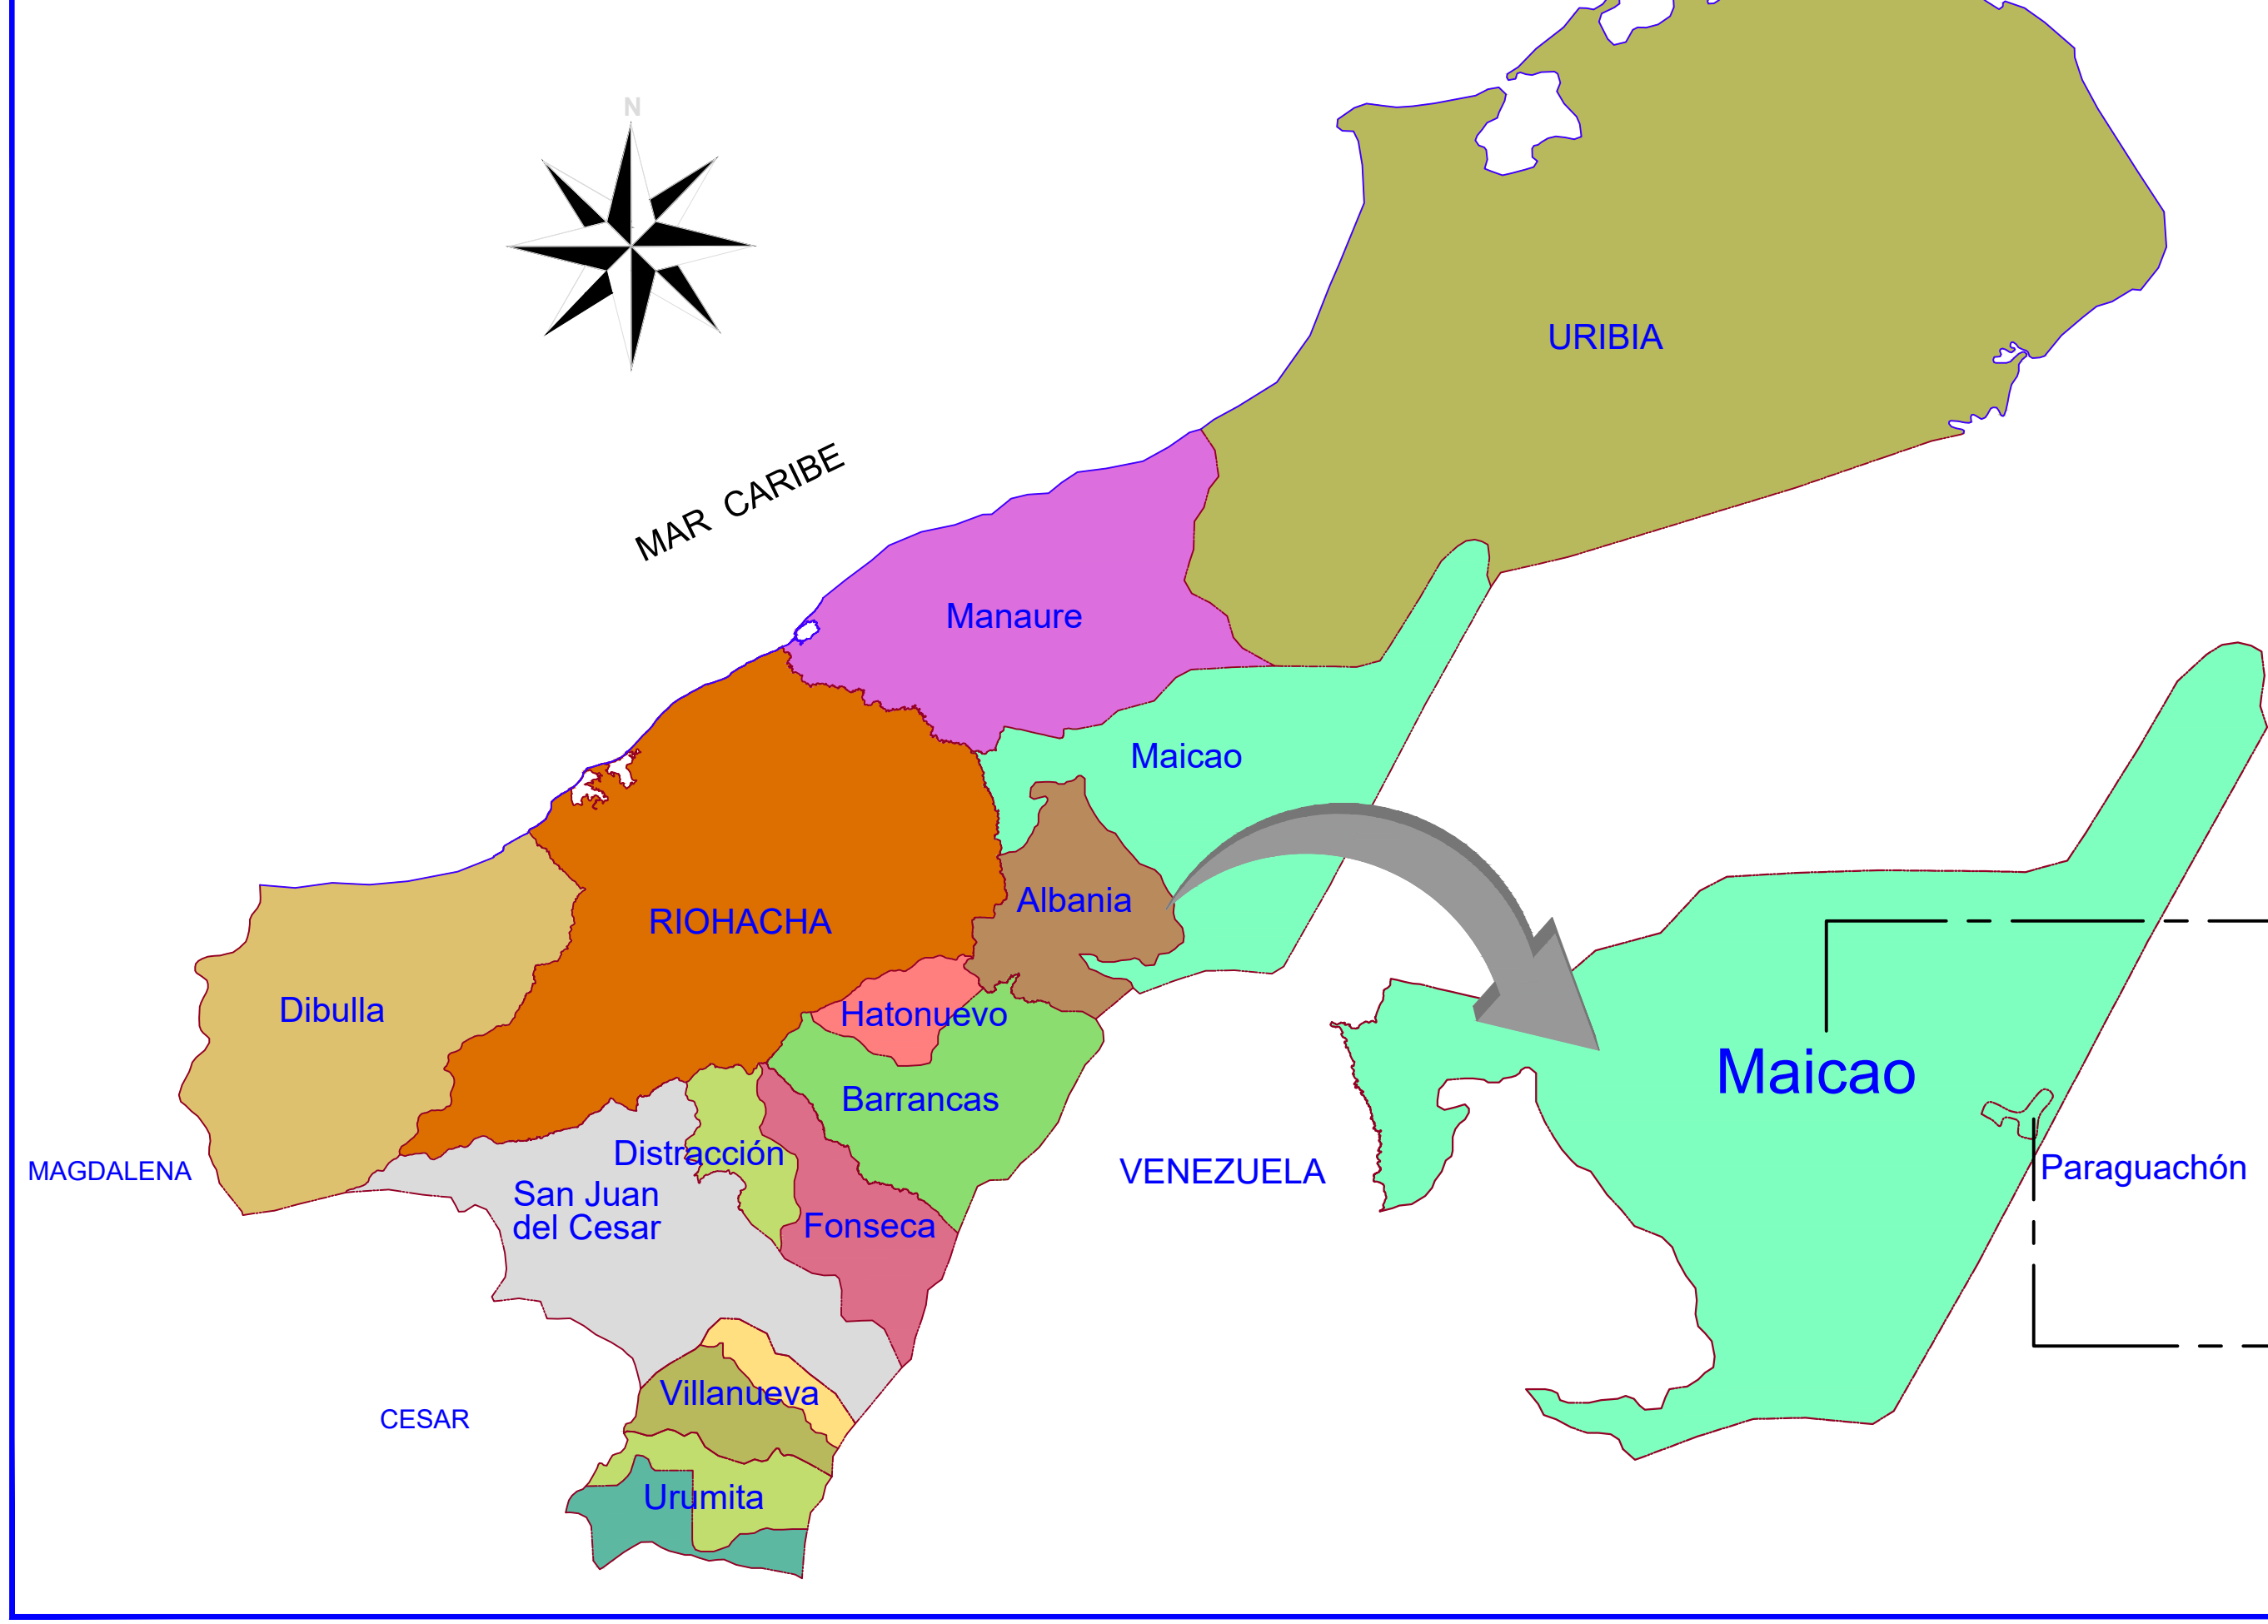 N
URIBIA
MAR CARIBE
Manaure
Maicao
Albania
RIOHACHA
Dibulla
Hatonuevo
Maicao
Barrancas
Distracción
MAGDALENA
VENEZUELA
Paraguachón
San Juan
del Cesar
Fonseca
Villanueva
CESAR
Urumita